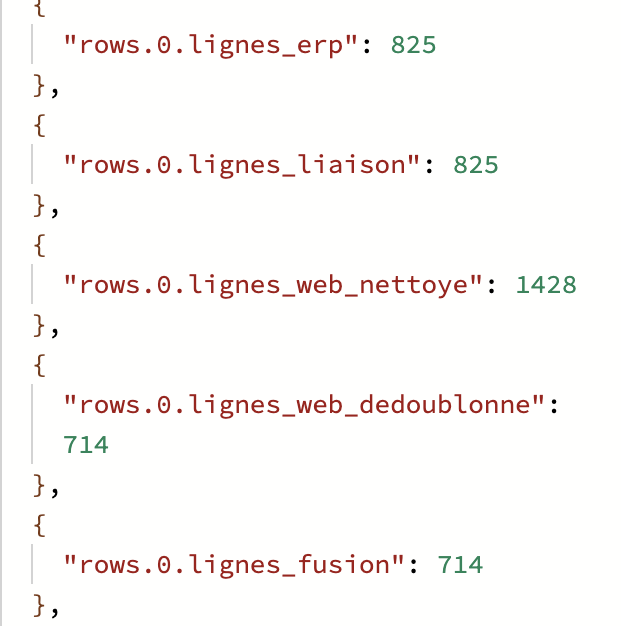 {
"rows.0.lignes_erp": 825
},
{
"rows.0.lignes_liaison": 825
},
{
"rows.0.lignes_web_nettoye": 1428
},
{
"rows.0.lignes_web_dedoublonne":
714
},
{
"rows.0.lignes_fusion": 714
},